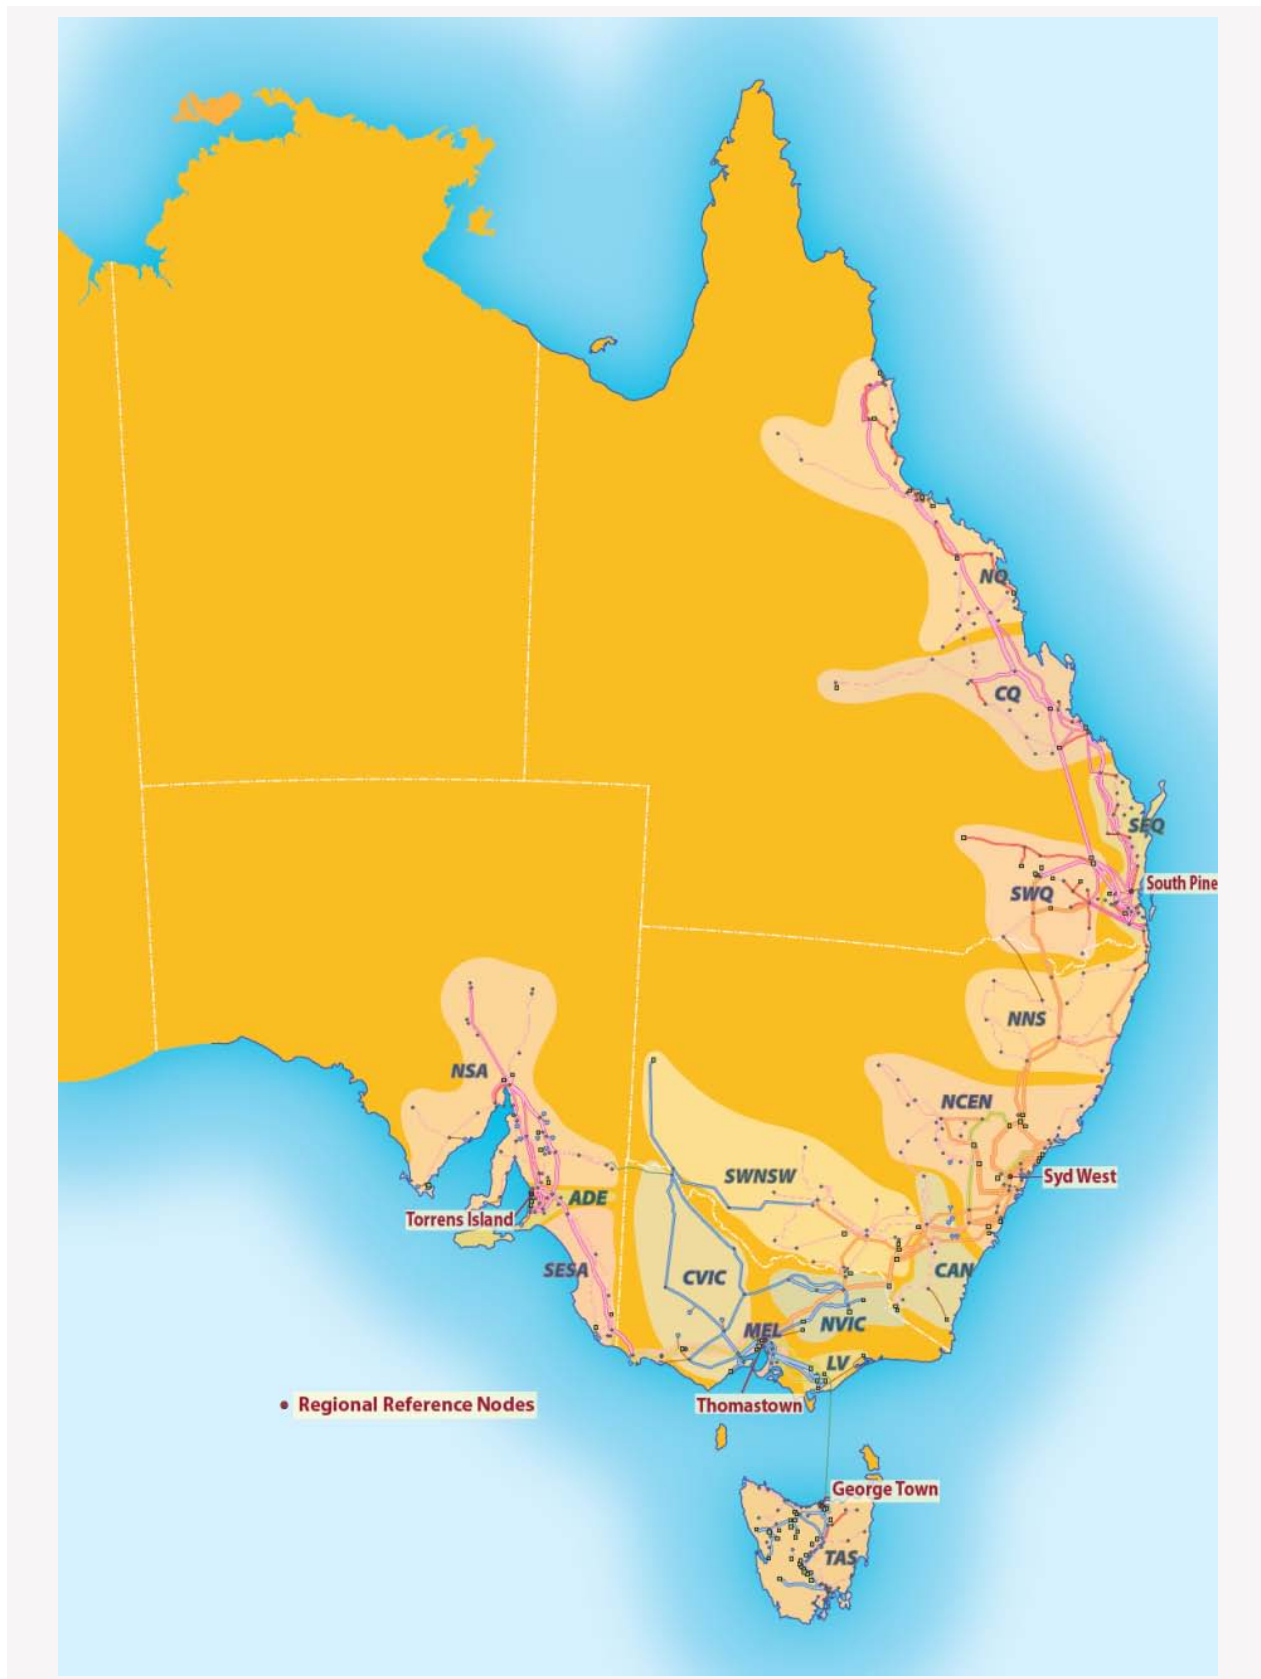 NQ
CQ
SEQ
South Pine
SWQ
NNS
NSA
NCEN
Syd West
SWNSW
ADE
Torrens Island
SESA
CVIC
CAN
NVIC
MEL
LV
Thomastown
Regional Reference Nodes
George Town
TAS